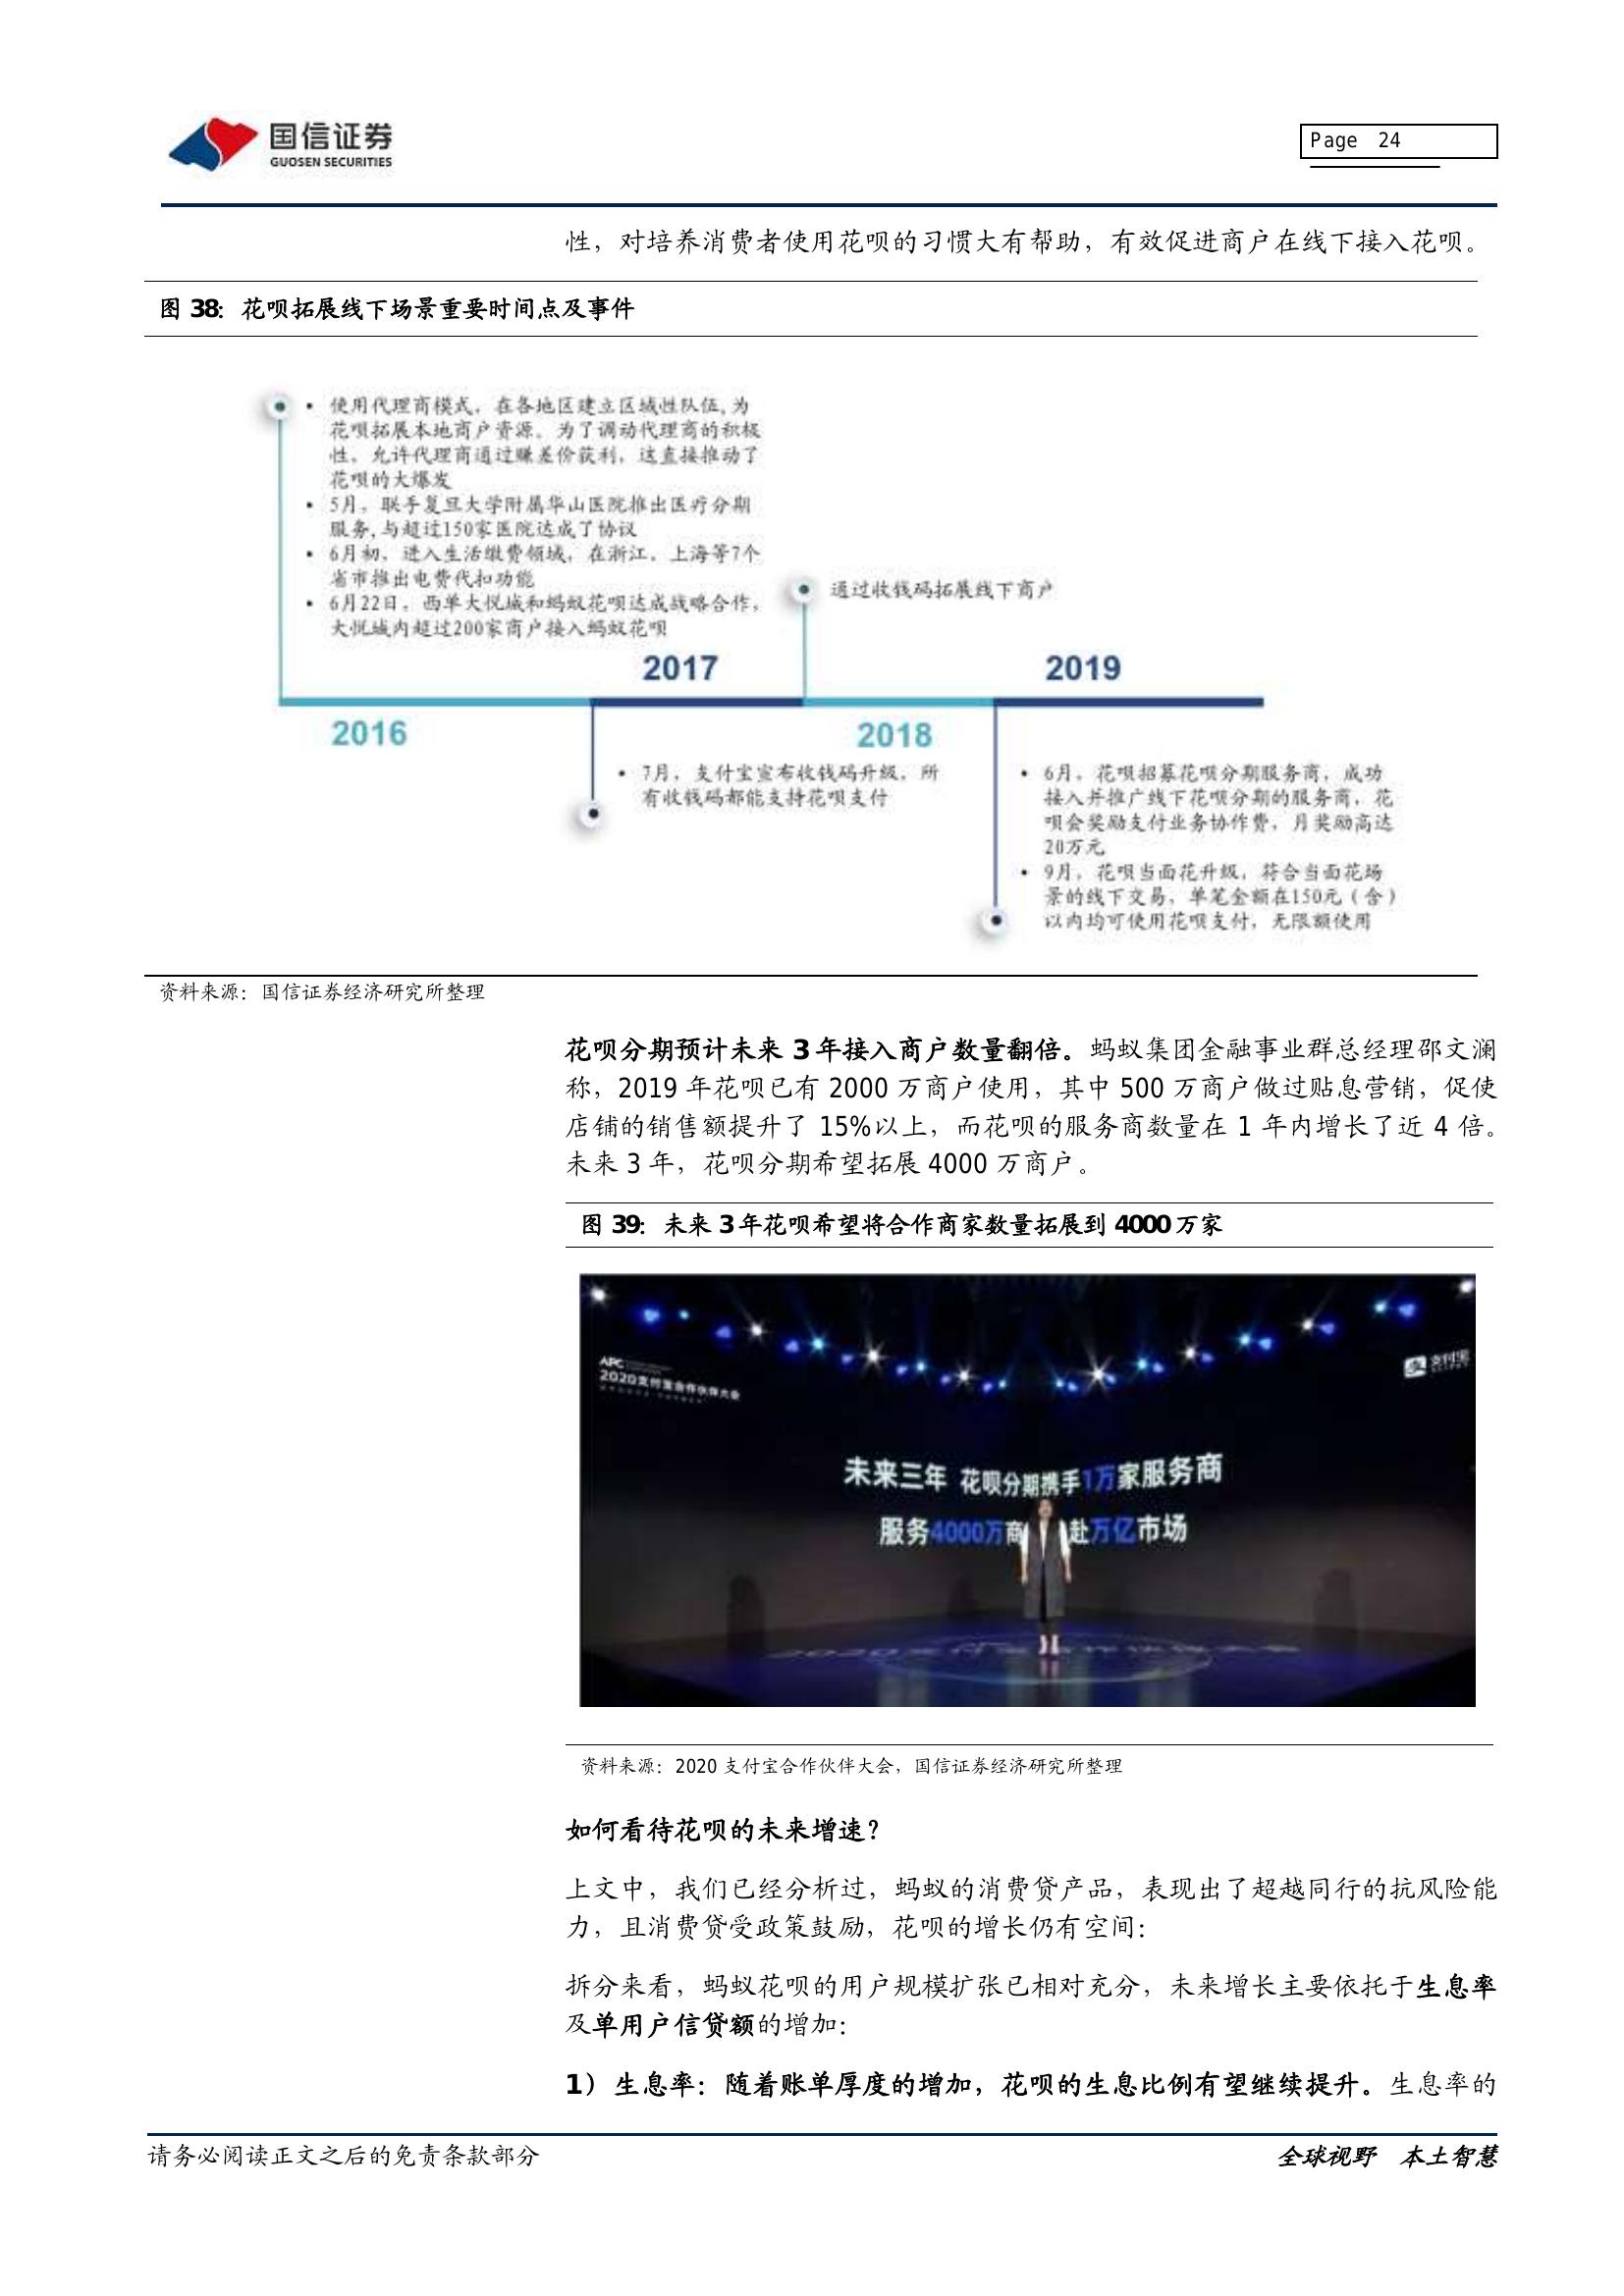 国信证券
GUOSEN SECURITIES
Page 24
性，对培养消费者使用花呗的习惯大有帮助，有效促进商户在线下接入花呗。
图 38：花呗拓展线下场景重要时间点及事件
• 使用代理商模式，在各地区建立区域性队伍,为
花呗拓展本地商户资源。为了调动代理商的积极
性，允许代理商通过赚差价获利，这直接推动了
花呗的大爆发
• 5月，联手复旦大学附属华山医院推出医疗分期
服务,与超过150家医院达成了协议
• 6月初，进入生活缴费领域，在浙江、上海等7个
省市推出电费代扣功能
• 6月22日，西单大悦城和蚂蚁花呗达成战略合作，
大悦城内超过200家商户接入蚂蚁花呗
通过收钱码拓展线下商户
2017
2019
2016
2018
• 7月，支付宝宣布收钱码升级，所
有收钱码都能支持花呗支付
• 6月，花呗招募花呗分期服务商，成功
接入并推广线下花呗分期的服务商，花
呗会奖励支付业务协作费，月奖励高达
20万元
• 9月，花呗当面花升级，符合当面花场
景的线下交易，单笔金额在150元（含）
以内均可使用花呗支付，无限额使用
资料来源：国信证券经济研究所整理
花呗分期预计未来 3 年接入商户数量翻倍。蚂蚁集团金融事业群总经理邵文澜
称，2019 年花呗已有 2000 万商户使用，其中 500 万商户做过贴息营销，促使
店铺的销售额提升了 15%以上，而花呗的服务商数量在 1 年内增长了近 4 倍。
未来 3 年，花呗分期希望拓展 4000 万商户。
图 39：未来 3 年花呗希望将合作商家数量拓展到 4000 万家
APC
2020支付宝合作伙伴大会
支付宝
未来三年 花呗分期携手1万家服务商
服务4000万商 赴万亿市场
资料来源：2020 支付宝合作伙伴大会，国信证券经济研究所整理
如何看待花呗的未来增速？
上文中，我们已经分析过，蚂蚁的消费贷产品，表现出了超越同行的抗风险能
力，且消费贷受政策鼓励，花呗的增长仍有空间：
拆分来看，蚂蚁花呗的用户规模扩张已相对充分，未来增长主要依托于生息率
及单用户信贷额的增加：
1）生息率：随着账单厚度的增加，花呗的生息比例有望继续提升。生息率的
请务必阅读正文之后的免责条款部分
全球视野 本土智慧